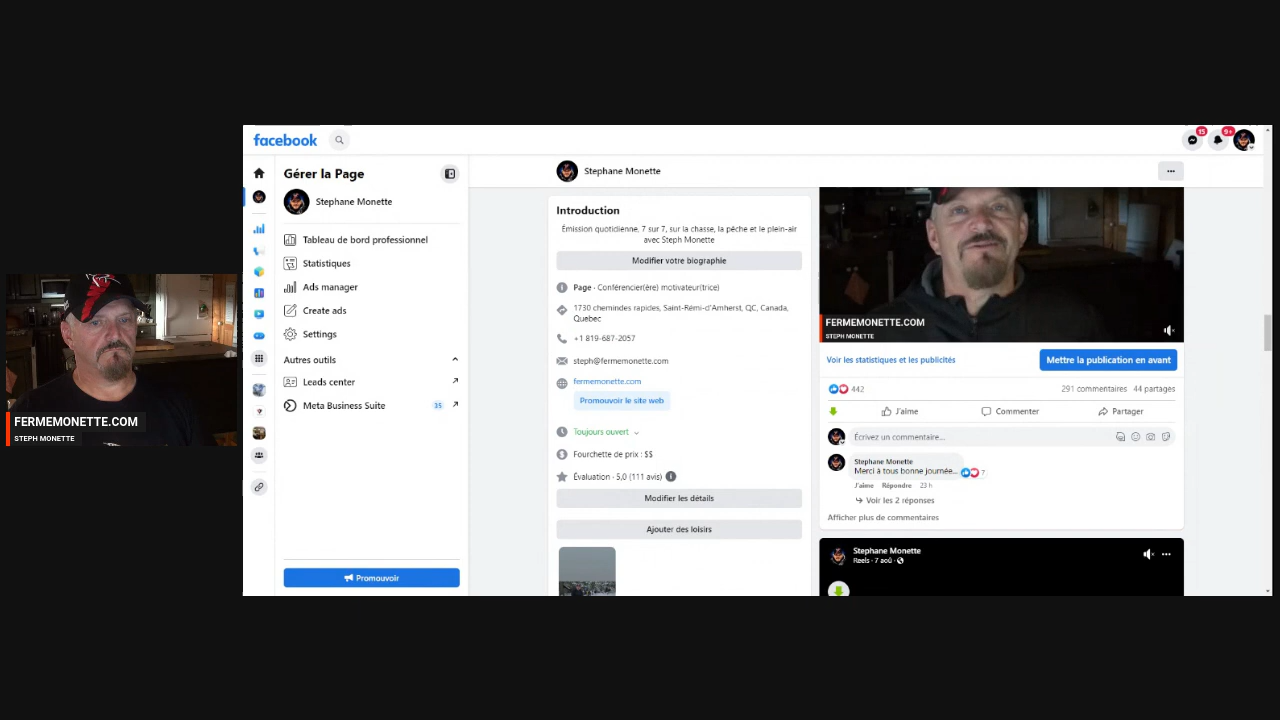 facebook
15
9+
Gérer la Page
Stephane Monette
Tableau de bord professionnel
Statistiques
Ads manager
Create ads
Settings
Autres outils
Leads center
Meta Business Suite
35
Promouvoir
FERMEMONETTE.COM
STEPH MONETTE
Stephane Monette
Introduction
Émission quotidienne, 7 sur 7, sur la chasse, la pêche et le plein-air
avec Steph Monette
Modifier votre biographie
Page · Conférencier(ère) motivateur(trice)
1730 chemindes rapides, Saint-Rémi-d'Amherst, QC, Canada,
Quebec
+1 819-687-2057
steph@fermemonette.com
fermemonette.com
Promouvoir le site web
Toujours ouvert
Fourchette de prix : $$
Évaluation · 5,0 (111 avis)
Modifier les détails
Ajouter des loisirs
FERMEMONETTE.COM
STEPH MONETTE
Voir les statistiques et les publicités
Mettre la publication en avant
442
291 commentaires 44 partages
J'aime
Commenter
Partager
Écrivez un commentaire...
Stephane Monette
Merci à tous bonne journée...
7
J'aime Répondre 23 h
Voir les 2 réponses
Afficher plus de commentaires
Stephane Monette
Reels · 7 aoû ·